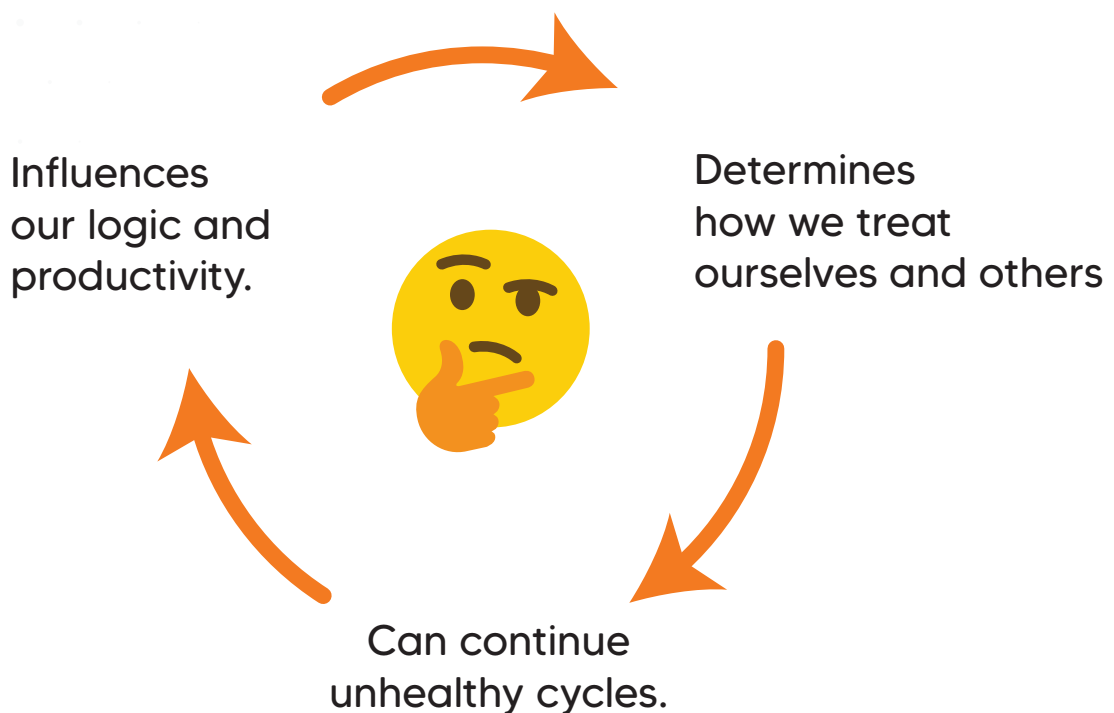 Influences
our logic and
productivity.
Determines
how we treat
ourselves and others
Can continue
unhealthy cycles.